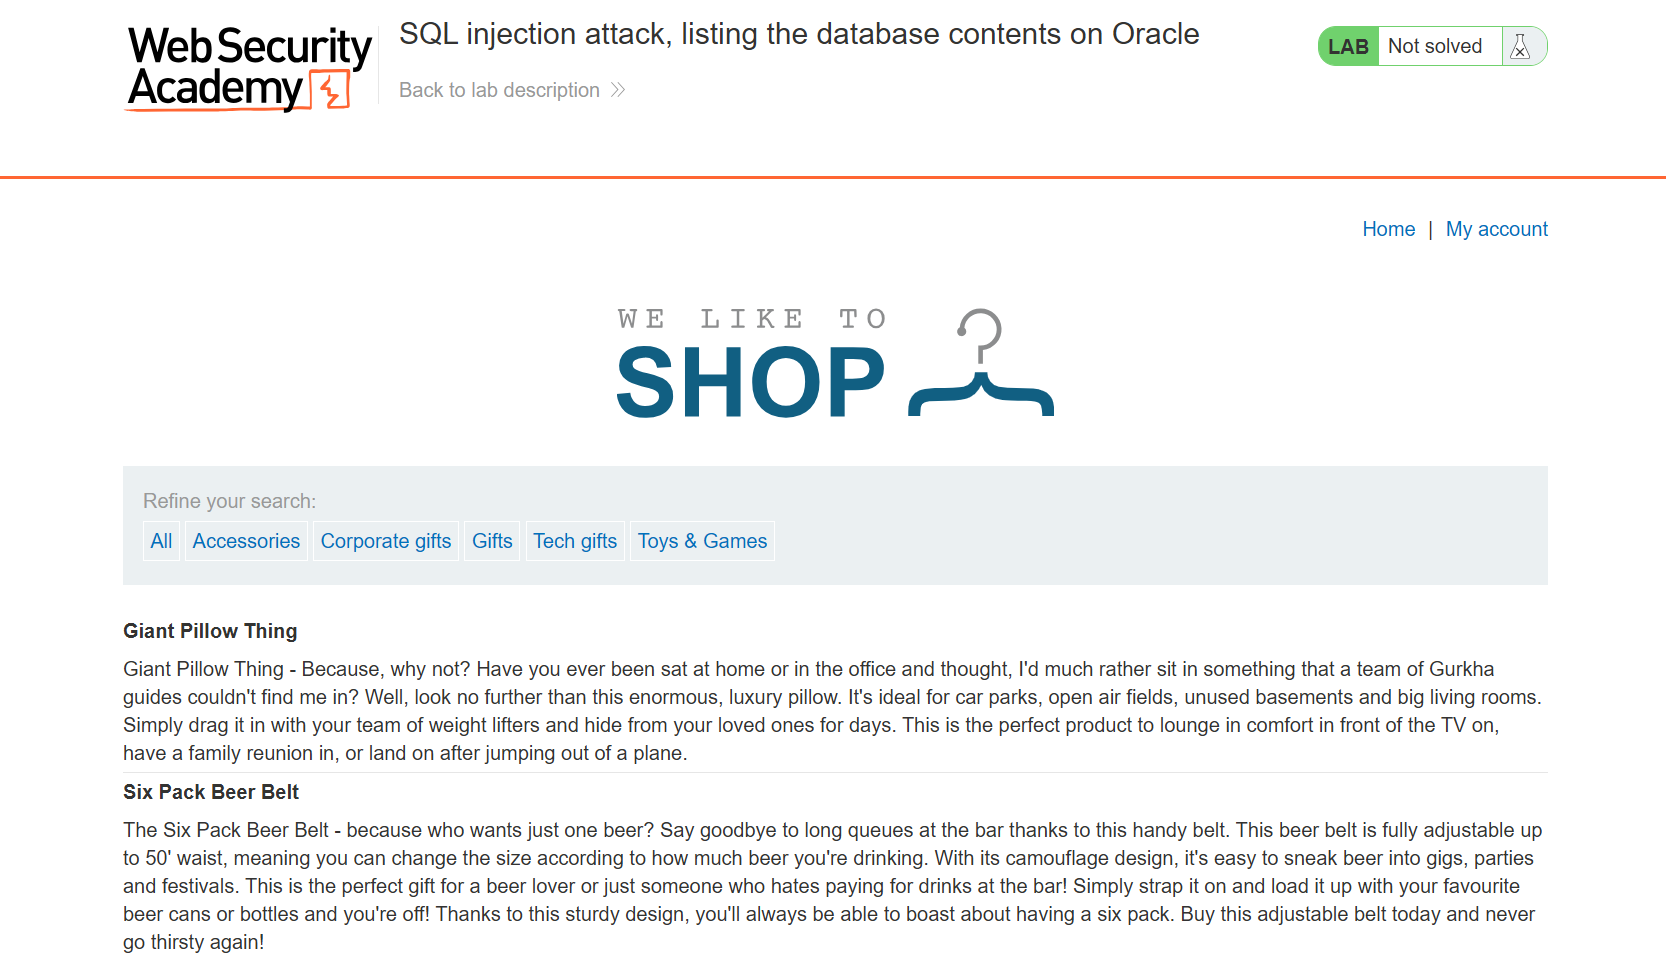 Web Security
Academy
SQL injection attack, listing the database contents on Oracle
Back to lab description
LAB Not solved
Home | My account
WE LIKE TO
SHOP
Refine your search:
All Accessories Corporate gifts Gifts Tech gifts Toys & Games
Giant Pillow Thing
Giant Pillow Thing - Because, why not? Have you ever been sat at home or in the office and thought, I'd much rather sit in something that a team of Gurkha
guides couldn't find me in? Well, look no further than this enormous, luxury pillow. It's ideal for car parks, open air fields, unused basements and big living rooms.
Simply drag it in with your team of weight lifters and hide from your loved ones for days. This is the perfect product to lounge in comfort in front of the TV on,
have a family reunion in, or land on after jumping out of a plane.
Six Pack Beer Belt
The Six Pack Beer Belt - because who wants just one beer? Say goodbye to long queues at the bar thanks to this handy belt. This beer belt is fully adjustable up
to 50' waist, meaning you can change the size according to how much beer you're drinking. With its camouflage design, it's easy to sneak beer into gigs, parties
and festivals. This is the perfect gift for a beer lover or just someone who hates paying for drinks at the bar! Simply strap it on and load it up with your favourite
beer cans or bottles and you're off! Thanks to this sturdy design, you'll always be able to boast about having a six pack. Buy this adjustable belt today and never
go thirsty again!